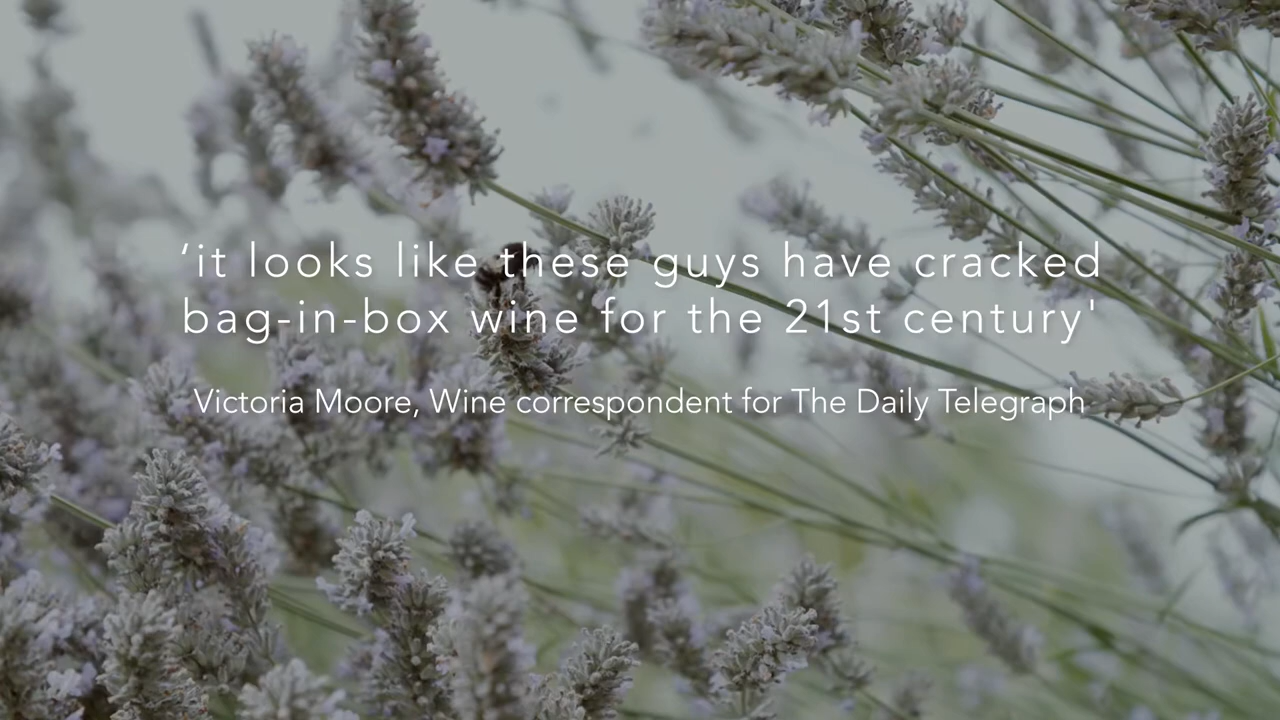 ‘it looks like these guys have cracked
bag-in-box wine for the 21st century'
Victoria Moore, Wine correspondent for The Daily Telegraph